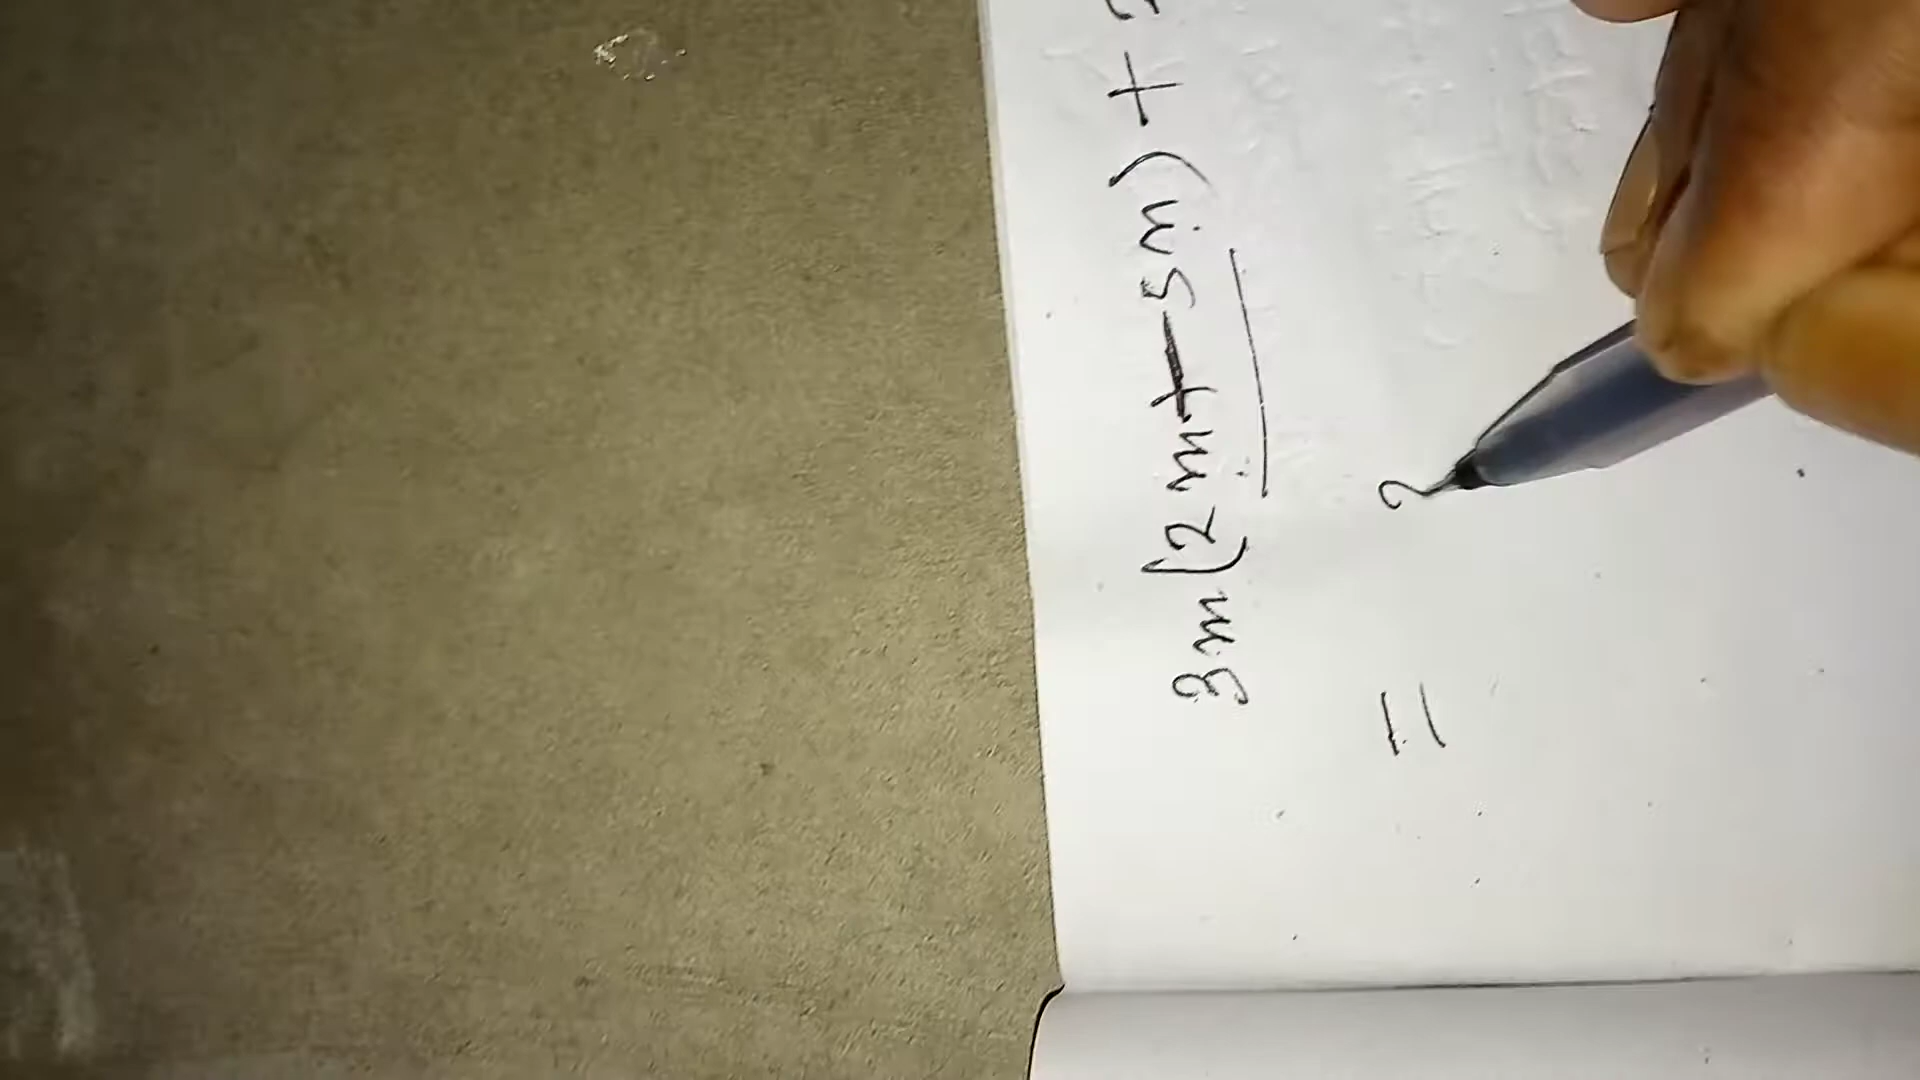 3m(2m+5m) +
= 2